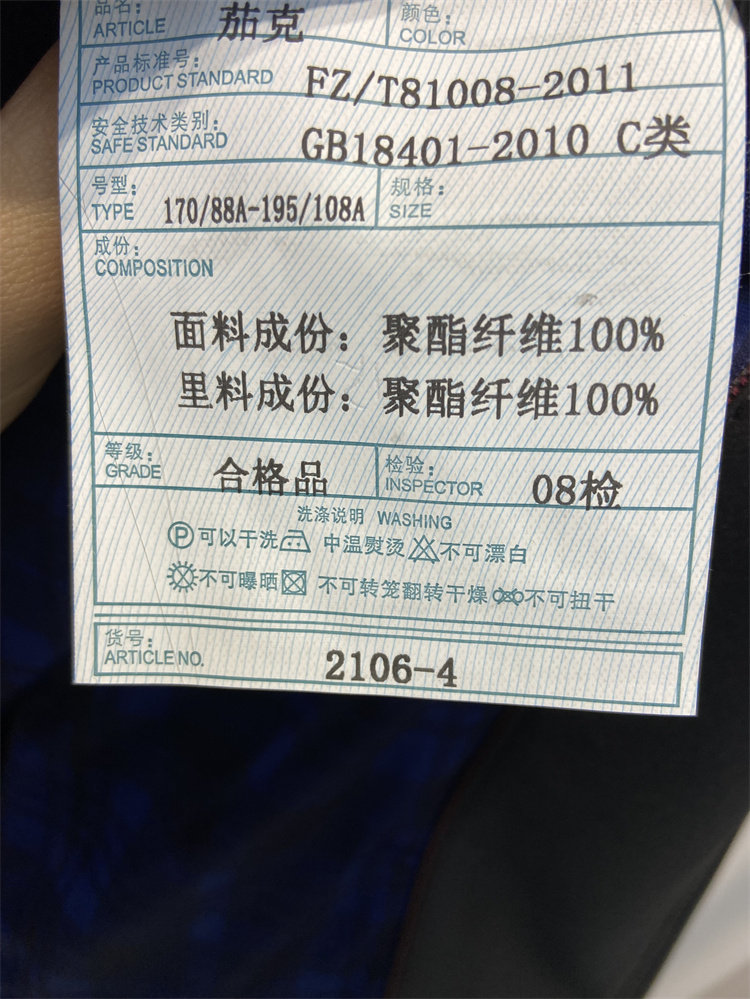 品名: 茄克 颜色:
ARTICLE COLOR
产品标准号:
PRODUCT STANDARD FZ/T81008-2011
安全技术类别:
SAFE STANDARD GB18401-2010 C类
号型: 规格:
TYPE 170/88A-195/108A SIZE
成份:
COMPOSITION
面料成份: 聚酯纤维100%
里料成份: 聚酯纤维100%
等级: 检验:
GRADE 合格品 INSPECTOR 08检
洗涤说明 WASHING
P 可以干洗 中温熨烫 不可漂白
不可曝晒 不可转笼翻转干燥 不可扭干
货号:
ARTICLE NO. 2106-4